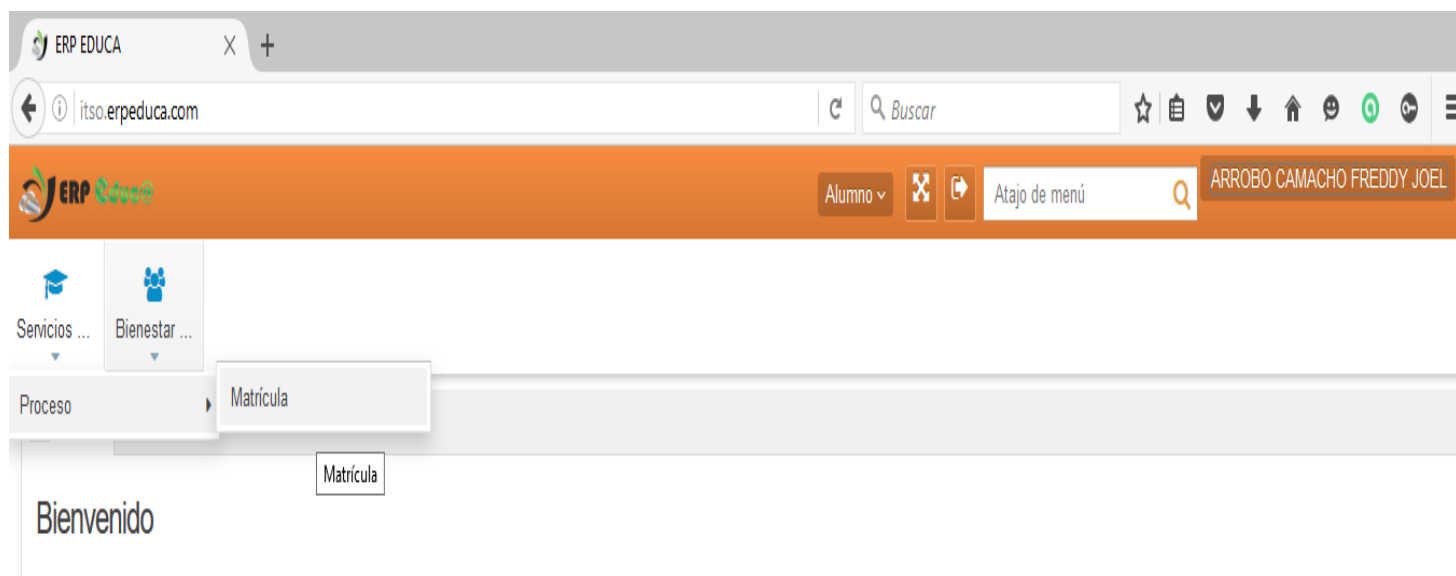 ERP EDUCA
itso.erpeduca.com
Buscar
ERP Educ@
Alumno
Atajo de menú
ARROBO CAMACHO FREDDY JOEL
Servicios ...
Bienestar ...
Proceso
Matrícula
Matrícula
Bienvenido